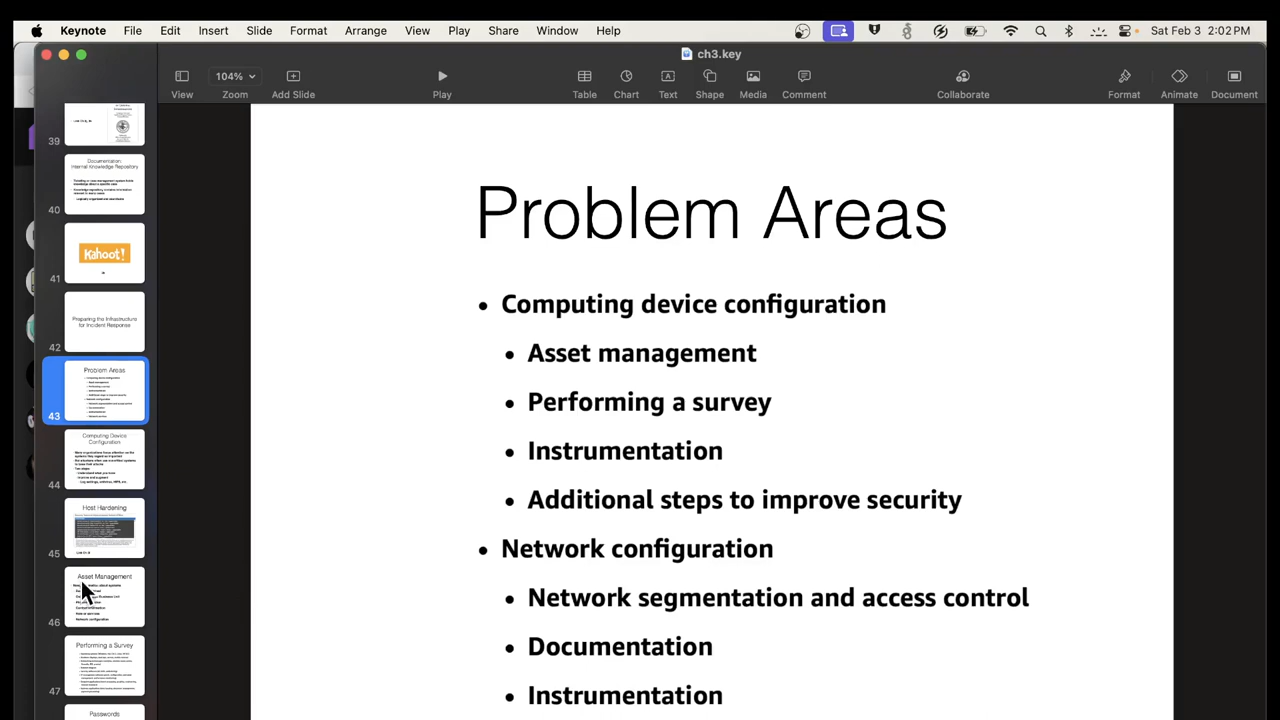 Keynote File Edit Insert Slide Format Arrange View Play Share Window Help Sat Feb 3 2:02 PM
ch3.key
104%
View Zoom Add Slide Play Table Chart Text Shape Media Comment Collaborate Format Animate Document
39
Documentation:
Internal Knowledge Repository
40
Kahoot!
41
Preparing the Infrastructure
for Incident Response
42
Problem Areas
43
Computing Device
Configuration
44
Host Hardening
45
Asset Management
46
Performing a Survey
47
Passwords
Problem Areas
• Computing device configuration
• Asset management
• Performing a survey
• Instrumentation
• Additional steps to improve security
• Network configuration
• Network segmentation and access control
• Documentation
• Instrumentation